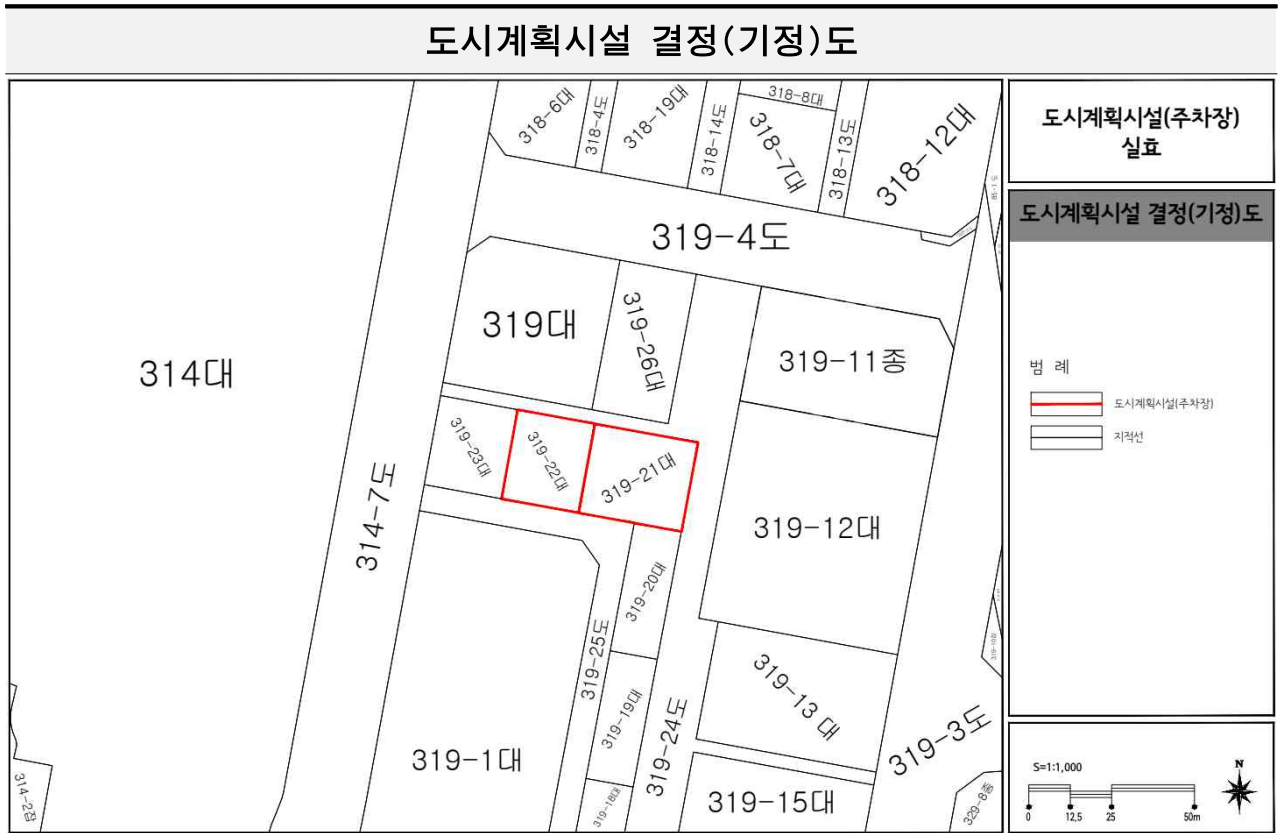 도시계획시설 결정(기정)도
318-6대
318-4도
318-19대
318-14도
318-8대
318-7대
318-13도
318-12대
319-4도
319대
319-26대
319-11종
314대
319-23대
319-22대
319-21대
319-12대
314-7도
319-20대
319-25도
319-19대
319-24도
319-13 대
319-3도
319-1대
319-18대
319-15대
314-2잡
329-8종
도시계획시설(주차장)
실효
도시계획시설 결정(기정)도
범 례
도시계획시설(주차장)
지적선
S=1:1,000
N
0 12.5 25 50m